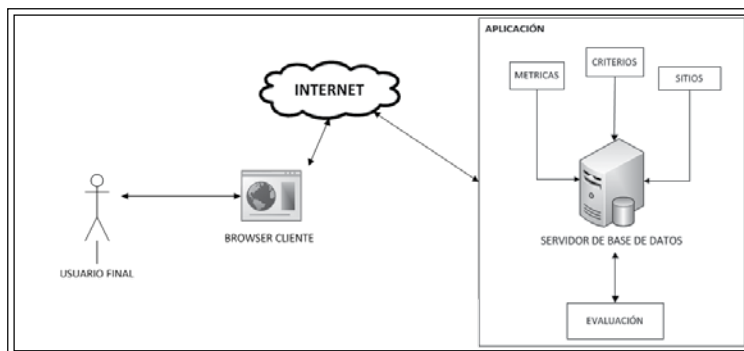 APLICACIÓN
CRITERIOS
METRICAS
SITIOS
INTERNET
SERVIDOR DE BASE DE DATOS
BROWSER CLIENTE
USUARIO FINAL
EVALUACIÓN